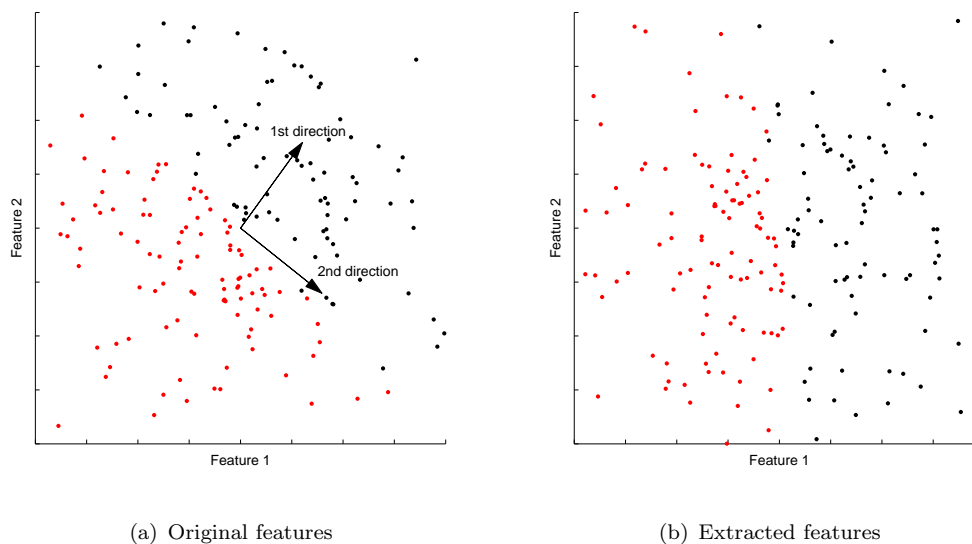 1st direction
2nd direction
Feature 2
Feature 1
(a) Original features
Feature 2
Feature 1
(b) Extracted features